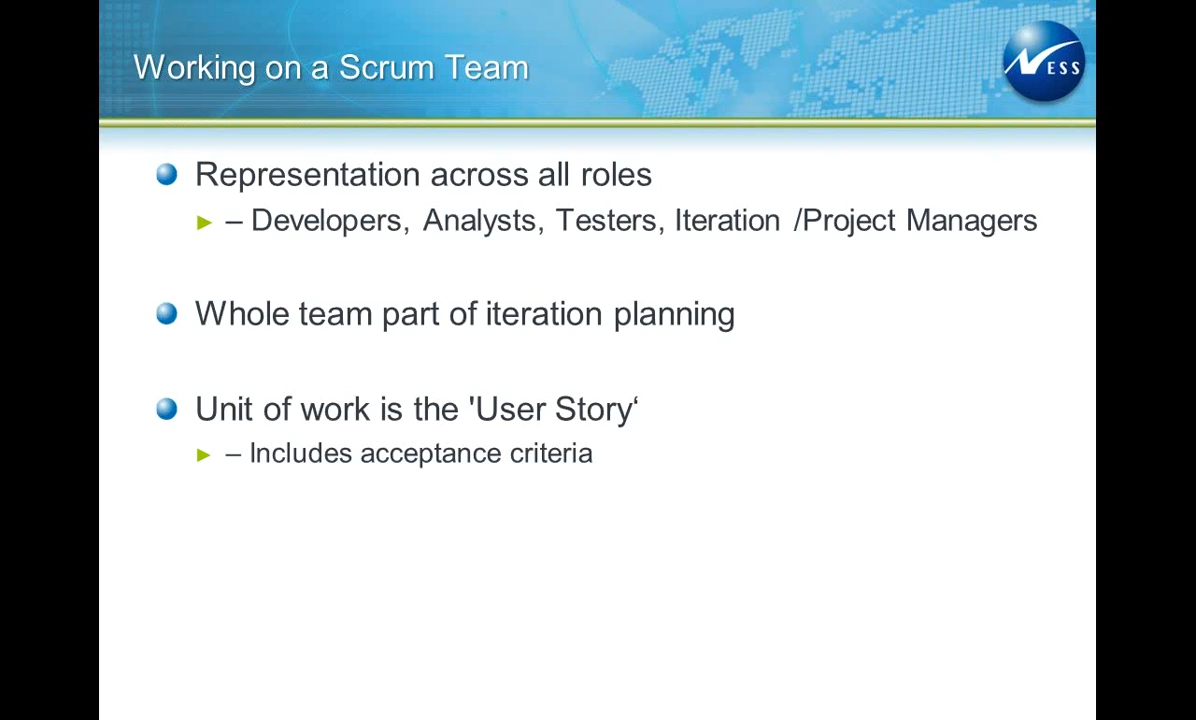 Working on a Scrum Team
NESS
Representation across all roles
– Developers, Analysts, Testers, Iteration /Project Managers
Whole team part of iteration planning
Unit of work is the 'User Story‘
– Includes acceptance criteria